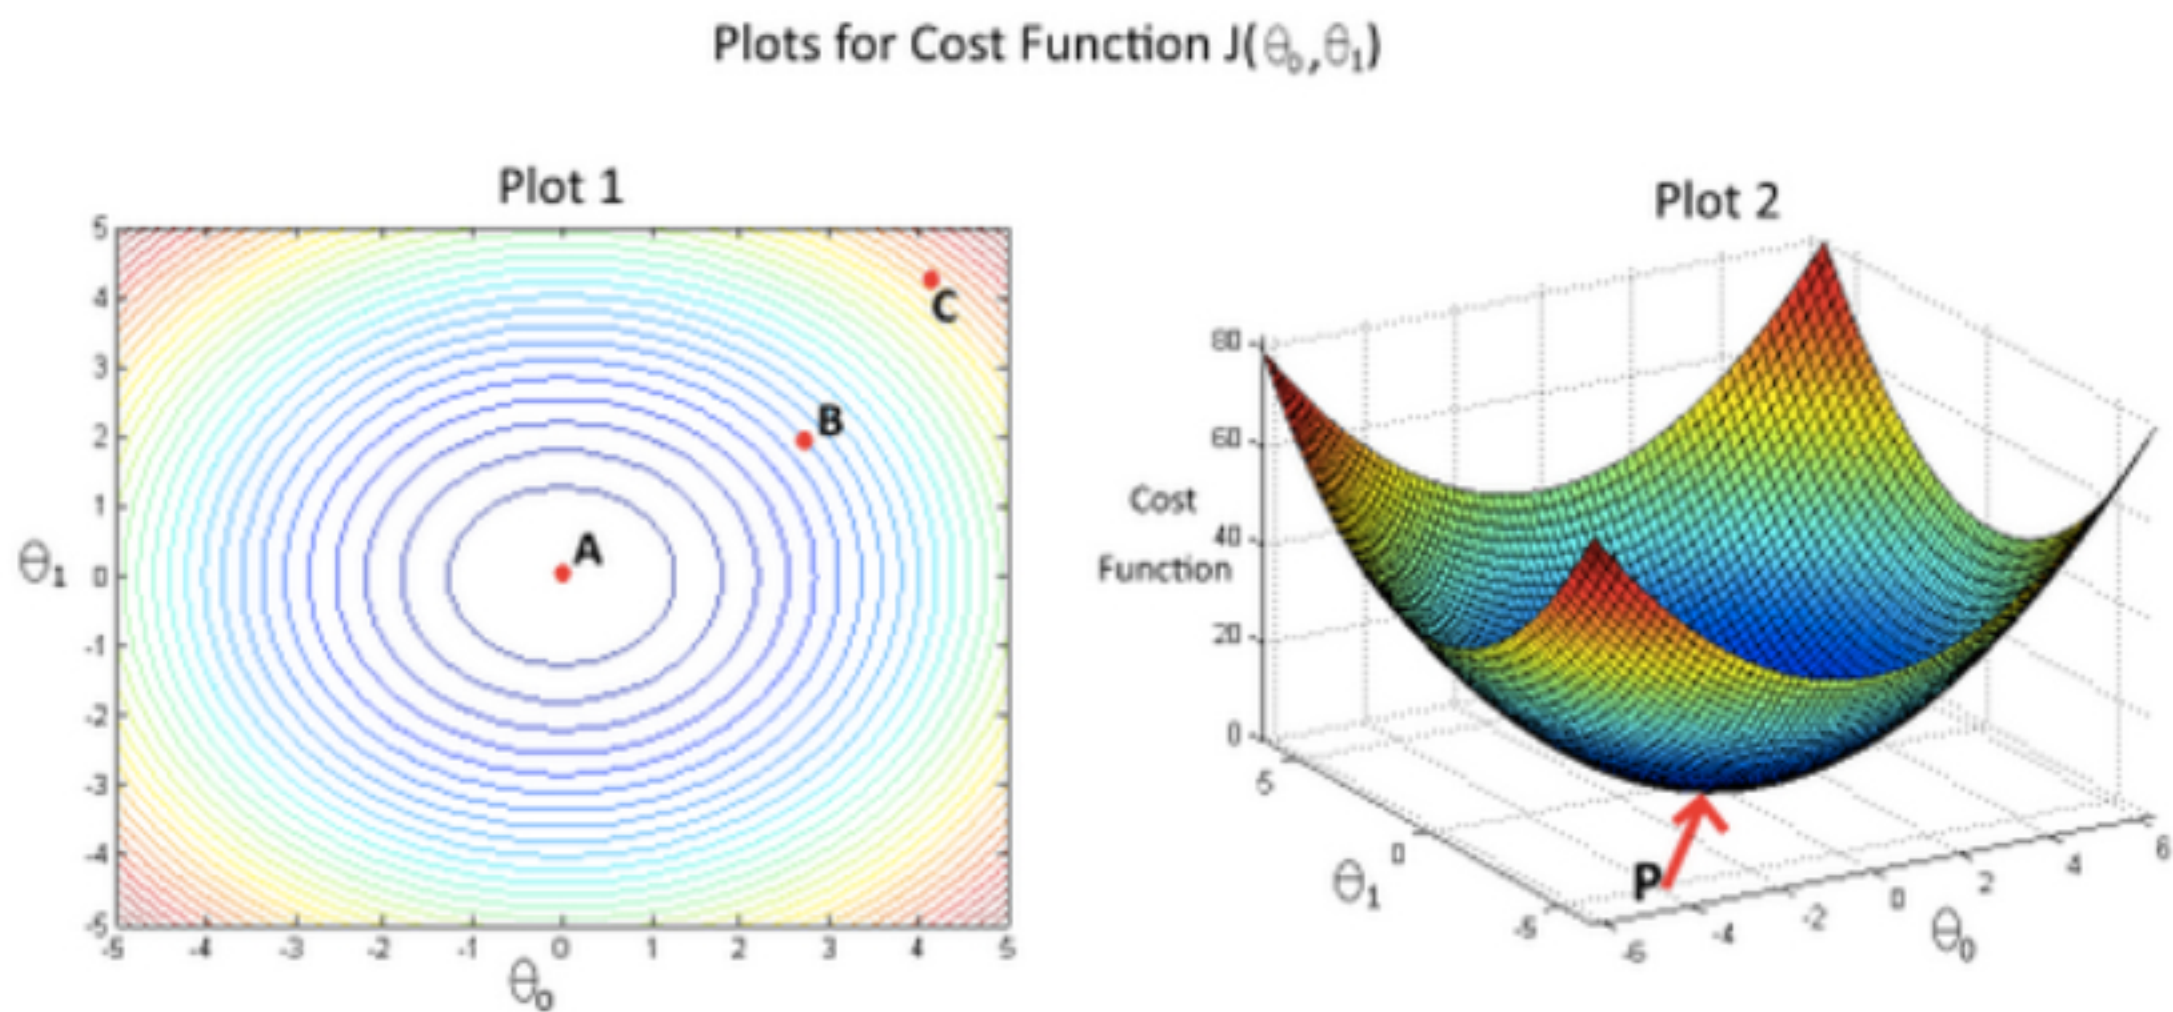 Plots for Cost Function J(θ₀,θ₁)
Plot 1
5
4
3
2
1
0
-1
-2
-3
-4
-5
θ₁
A
B
C
-5 -4 -3 -2 -1 0 1 2 3 4 5
θ₀
Plot 2
80
60
40
20
0
Cost
Function
5
0
-5
θ₁
P
-6 -4 -2 0 2 4 6
θ₀